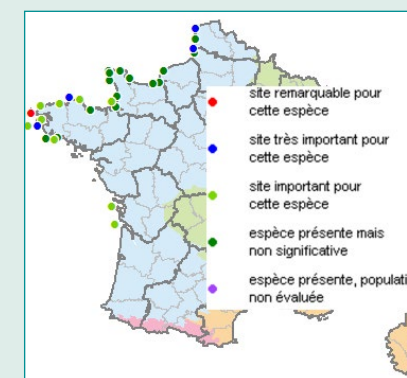 site remarquable pour
cette espèce
site très important pour
cette espèce
site important pour
cette espèce
espèce présente mais
non significative
espèce présente, populati
non évaluée